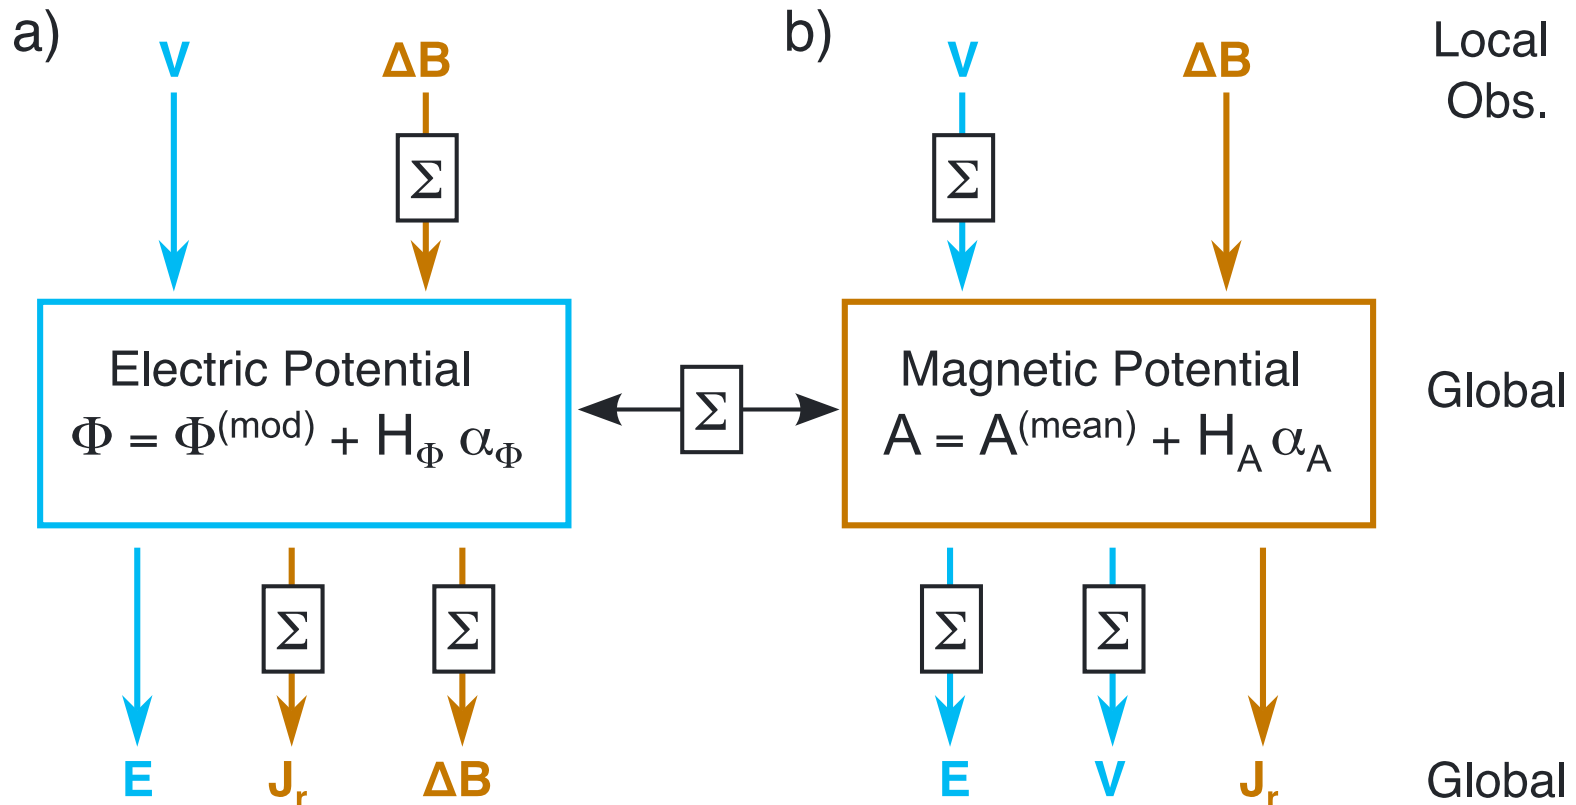 a)
V
ΔB
b)
V
ΔB
Local
Obs.
Σ
Σ
Electric Potential
Φ = Φ(mod) + HΦ αΦ
Σ
Magnetic Potential
A = A(mean) + HA αA
Global
Σ
Σ
Σ
Σ
E
Jr
ΔB
E
V
Jr
Global